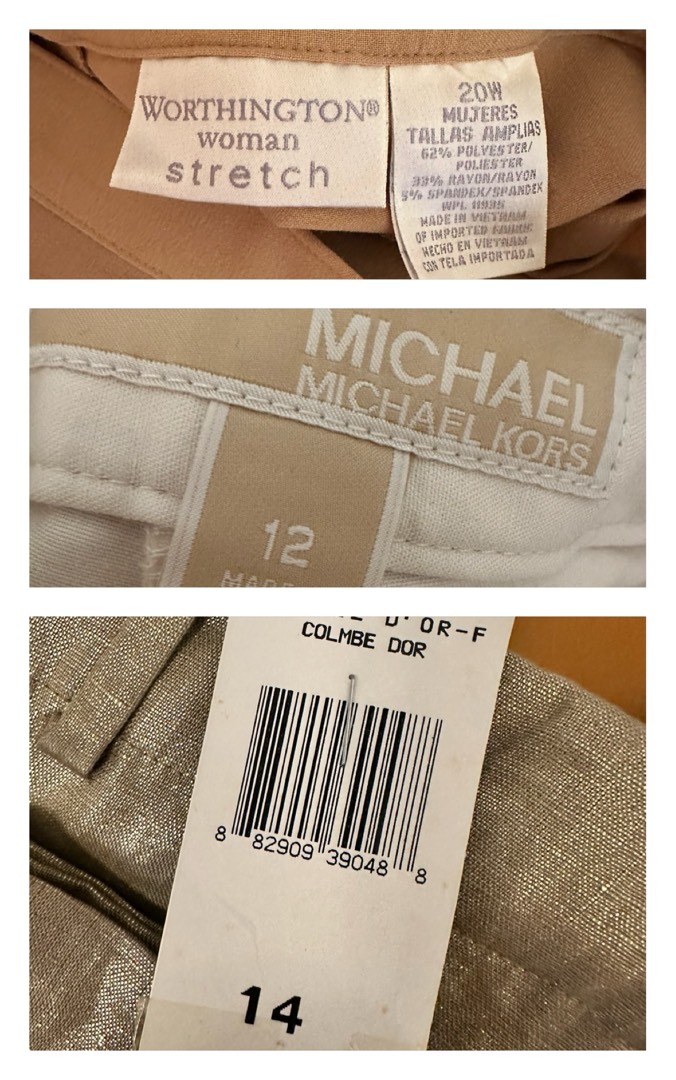 WORTHINGTON®
woman
stretch
20W
MUJERES
TALLAS AMPLIAS
62% POLYESTER/
POLIESTER
33% RAYON/RAYON
5% SPANDEX/SPANDEX
WPL 11935
MADE IN VIETNAM
OF IMPORTED FABRIC
HECHO EN VIETNAM
CON TELA IMPORTADA
MICHAEL
MICHAEL KORS
12
D'OR-F
COLMBE DOR
8 82909 39048 8
14